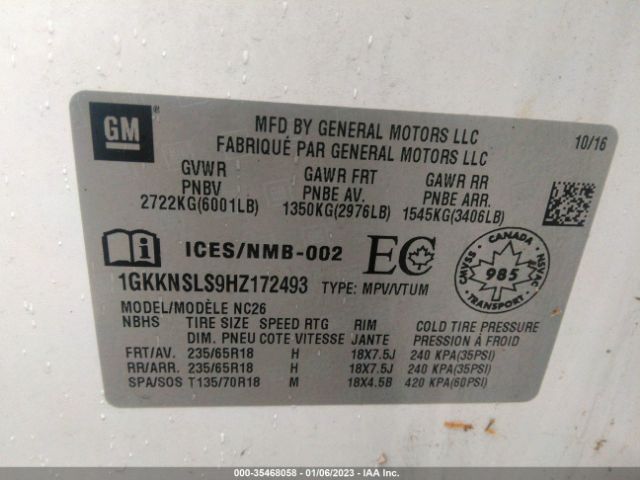 GM ®
MFD BY GENERAL MOTORS LLC
FABRIQUÉ PAR GENERAL MOTORS LLC
10/16
GVWR GAWR FRT GAWR RR
PNBV PNBE AV. PNBE ARR.
2722KG(6001LB) 1350KG(2976LB) 1545KG(3406LB)
ICES/NMB-002 EC
CANADA
CMVSS 985 NSVAC
TRANSPORT
1GKKNSLS9HZ172493 TYPE: MPV/VTUM
MODEL/MODÈLE NC26
NBHS TIRE SIZE SPEED RTG RIM COLD TIRE PRESSURE
DIM. PNEU COTE VITESSE JANTE PRESSION À FROID
FRT/AV. 235/65R18 H 18X7.5J 240 KPA(35PSI)
RR/ARR. 235/65R18 H 18X7.5J 240 KPA(35PSI)
SPA/SOS T135/70R18 M 18X4.5B 420 KPA(60PSI)
000-35468058 - 01/06/2023 - IAA Inc.